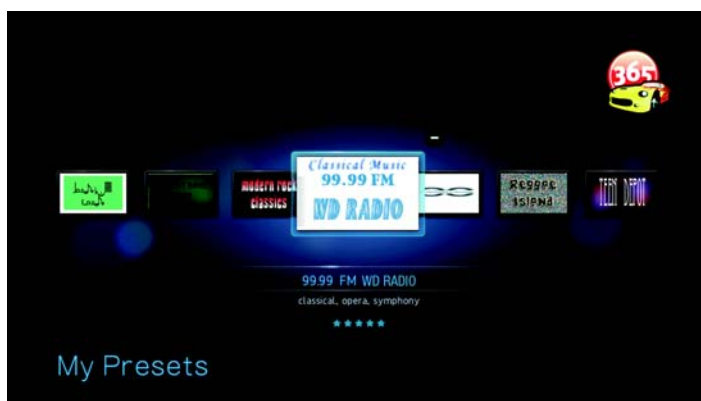 365
modern rock
classics
Classical Music
99.99 FM
WD RADIO
Reggee
Island
TEEN DEPOT
99.99 FM WD RADIO
classical, opera, symphony
My Presets